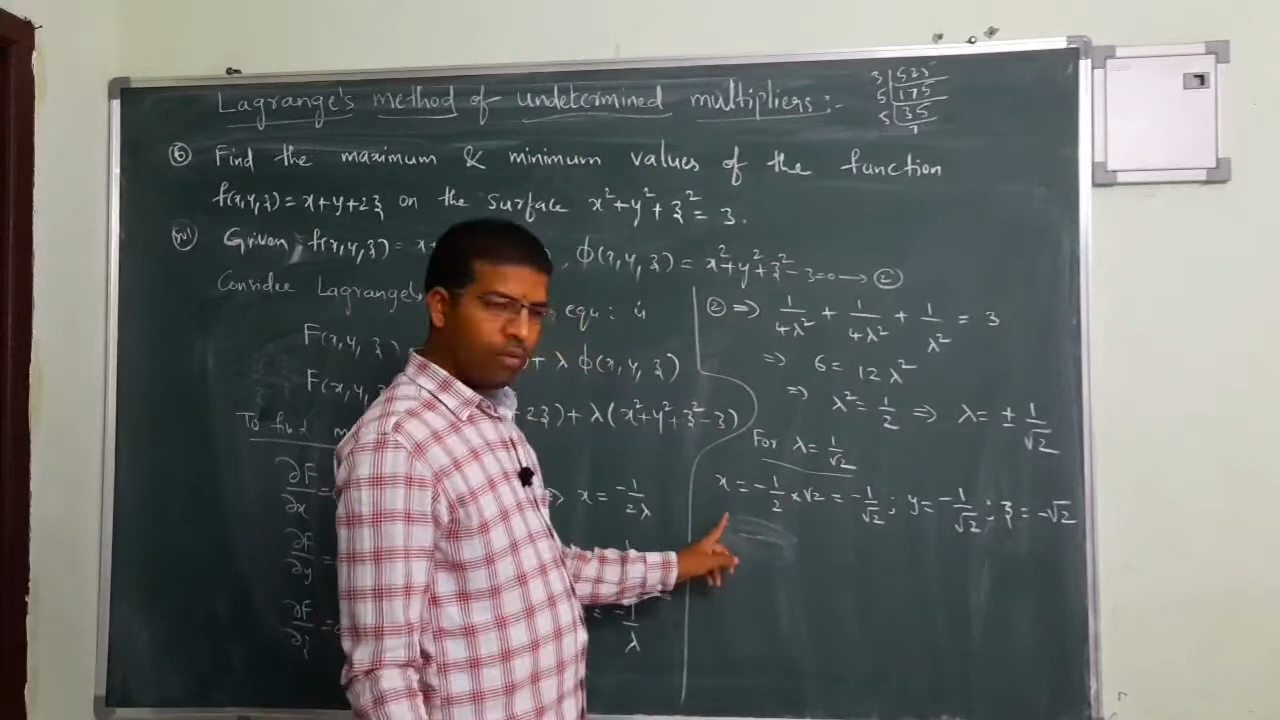 Lagrange's method of undetermined multipliers:-
3 | 525
5 | 175
5 | 35
7
⑥ Find the maximum & minimum values of the function
f(x,y,z) = x+y+2z on the surface x²+y²+z² = 3.
Sol Given, f(x,y,z) = x+ , ϕ(x,y,z) = x²+y²+z²-3=0 → ②
Consider Lagrange's equ: is
F(x,y,z) + λ ϕ(x,y,z)
F(x,y,z +2z) + λ(x²+y²+z²-3)
To find
∂F/∂x = ⇒ x = -1/2λ
∂F/∂y =
∂F/∂z = = -1/λ
② ⇒ 1/4λ² + 1/4λ² + 1/λ² = 3
⇒ 6 = 12λ²
⇒ λ² = 1/2 ⇒ λ = ± 1/√2
For λ = 1/√2
x = -1/2 × √2 = -1/√2 ; y = -1/√2 ; z = -√2